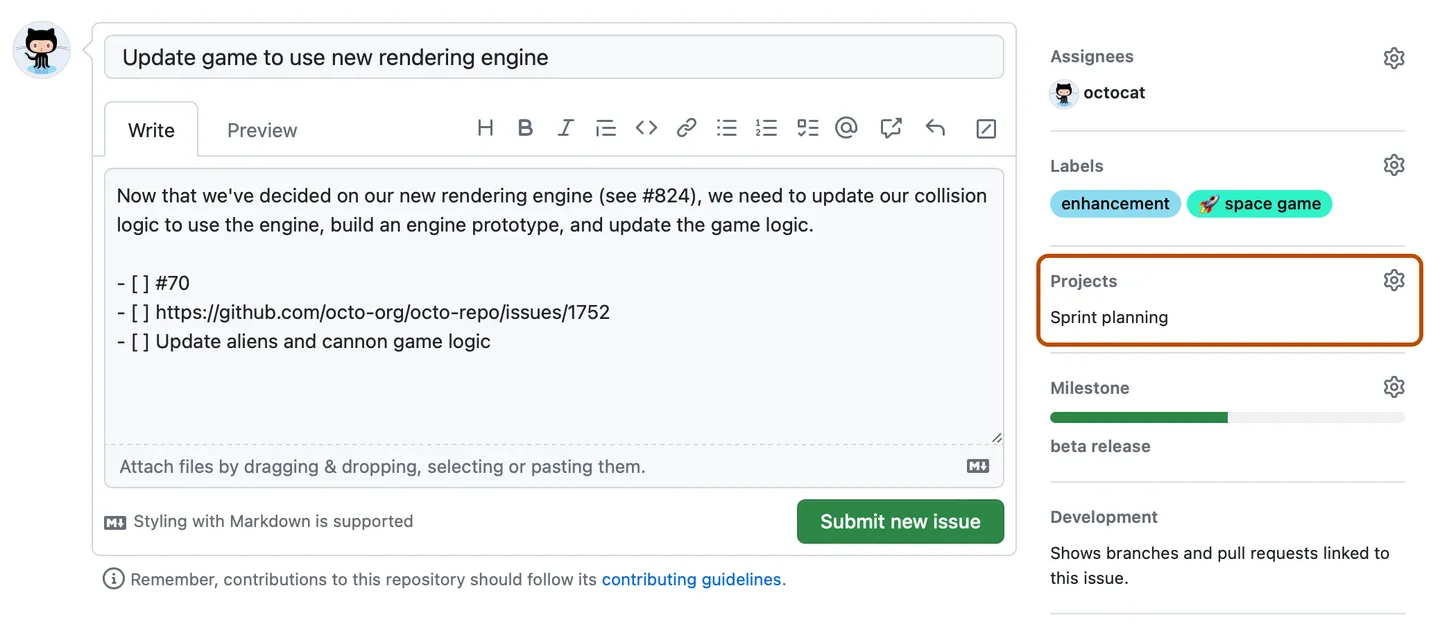 Update game to use new rendering engine
Write
Preview
Now that we've decided on our new rendering engine (see #824), we need to update our collision
logic to use the engine, build an engine prototype, and update the game logic.
- [ ] #70
- [ ] https://github.com/octo-org/octo-repo/issues/1752
- [ ] Update aliens and cannon game logic
Attach files by dragging & dropping, selecting or pasting them.
Styling with Markdown is supported
Submit new issue
Remember, contributions to this repository should follow its contributing guidelines.
Assignees
octocat
Labels
enhancement
🚀 space game
Projects
Sprint planning
Milestone
beta release
Development
Shows branches and pull requests linked to
this issue.